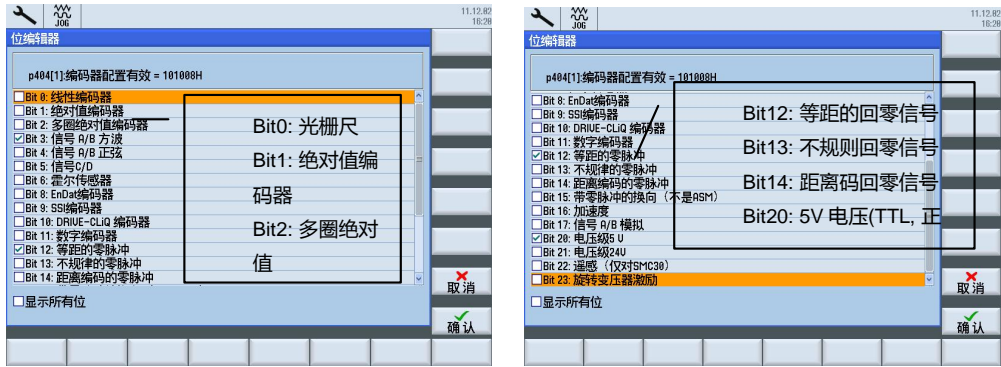 JOG
11.12.02
16:20
位编辑器
p404[1]:编码器配置有效 = 101008H
Bit 0: 线性编码器
Bit 1: 绝对值编码器
Bit 2: 多圈绝对值编码器
Bit 3: 信号 A/B 方波
Bit 4: 信号 A/B 正弦
Bit 5: 信号C/D
Bit 6: 霍尔传感器
Bit 8: EnDat编码器
Bit 9: SSI编码器
Bit 10: DRIVE-CLiQ 编码器
Bit 11: 数字编码器
Bit 12: 等距的零脉冲
Bit 13: 不规律的零脉冲
Bit 14: 距离编码的零脉冲
Bit0: 光栅尺
Bit1: 绝对值编
码器
Bit2: 多圈绝对
值
显示所有位
取消
确认
JOG
11.12.02
16:20
位编辑器
p404[1]:编码器配置有效 = 101008H
Bit 8: EnDat编码器
Bit 9: SSI编码器
Bit 10: DRIVE-CLiQ 编码器
Bit 11: 数字编码器
Bit 12: 等距的零脉冲
Bit 13: 不规律的零脉冲
Bit 14: 距离编码的零脉冲
Bit 15: 带零脉冲的换向（不是ASM）
Bit 16: 加速度
Bit 17: 信号 A/B 模拟
Bit 20: 电压级5 V
Bit 21: 电压级24V
Bit 22: 遥感（仅对SMC30）
Bit 23: 旋转变压器激励
Bit12: 等距的回零信号
Bit13: 不规则回零信号
Bit14: 距离码回零信号
Bit20: 5V 电压(TTL, 正
显示所有位
取消
确认